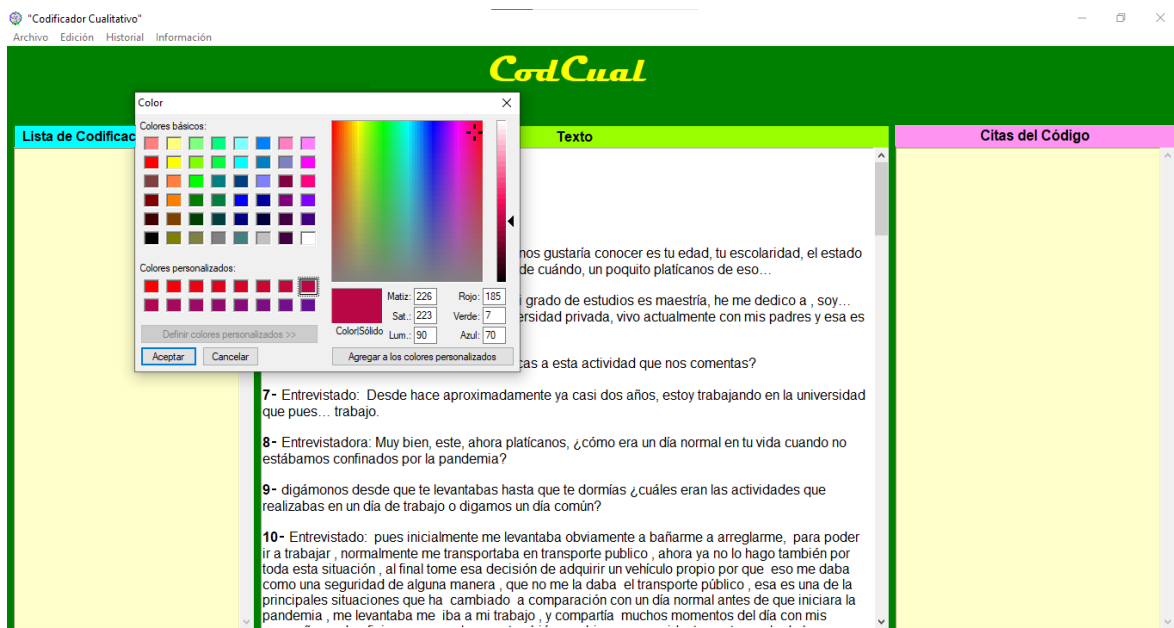 "Codificador Cualitativo"
Archivo Edición Historial Información
CodCual
Lista de Codificac
Texto
Citas del Código
Color
Colores básicos:
Colores personalizados:
Definir colores personalizados >>
Aceptar Cancelar
Color|Sólido
Matiz: 226 Rojo: 185
Sat.: 223 Verde: 7
Lum.: 90 Azul: 70
Agregar a los colores personalizados
nos gustaría conocer es tu edad, tu escolaridad, el estado
de cuándo, un poquito platícanos de eso…
i grado de estudios es maestría, he me dedico a , soy…
ersidad privada, vivo actualmente con mis padres y esa es
cas a esta actividad que nos comentas?
7- Entrevistado: Desde hace aproximadamente ya casi dos años, estoy trabajando en la universidad
que pues… trabajo.
8- Entrevistadora: Muy bien, este, ahora platícanos, ¿cómo era un día normal en tu vida cuando no
estábamos confinados por la pandemia?
9- digámonos desde que te levantabas hasta que te dormías ¿cuáles eran las actividades que
realizabas en un día de trabajo o digamos un día común?
10- Entrevistado: pues inicialmente me levantaba obviamente a bañarme a arreglarme, para poder
ir a trabajar , normalmente me transportaba en transporte publico , ahora ya no lo hago también por
toda esta situación , al final tome esa decisión de adquirir un vehículo propio por que eso me daba
como una seguridad de alguna manera , que no me la daba el transporte público , esa es una de la
principales situaciones que ha cambiado a comparación con un día normal antes de que iniciara la
pandemia , me levantaba me iba a mi trabajo , y compartía muchos momentos del día con mis